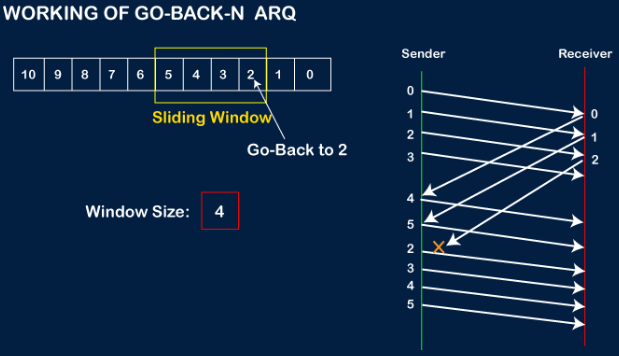 WORKING OF GO-BACK-N ARQ
10 9 8 7 6 5 4 3 2 1 0
Sliding Window
Go-Back to 2
Window Size: 4
Sender Receiver
0
0
1
1
2
2
3
4
5
2
3
4
5